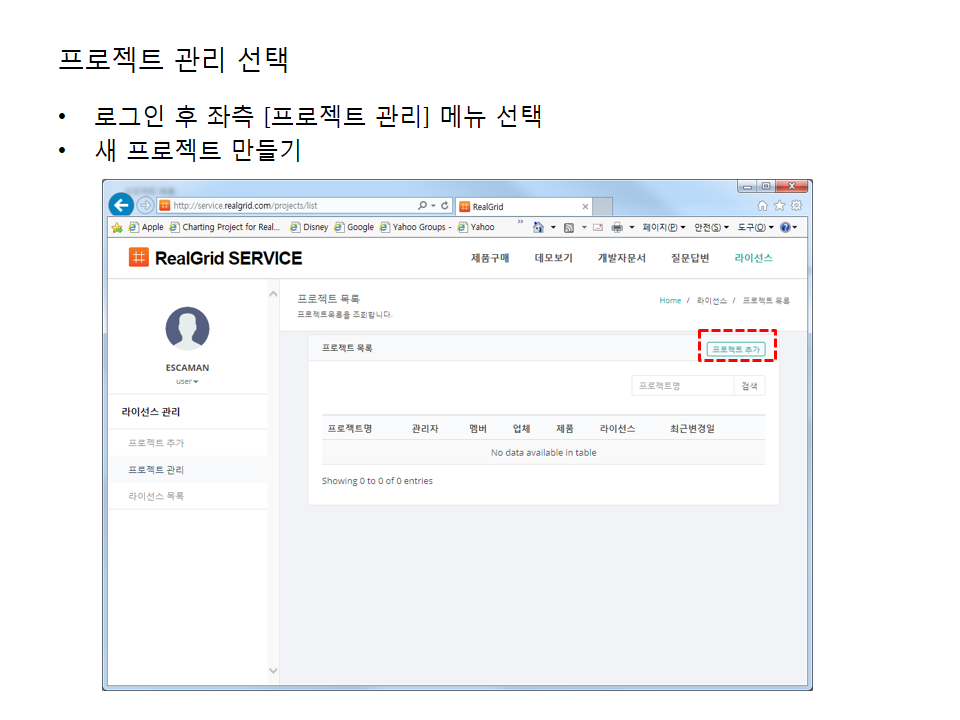 프로젝트 관리 선택
• 로그인 후 좌측 [프로젝트 관리] 메뉴 선택
• 새 프로젝트 만들기
http://service.realgrid.com/projects/list
RealGrid
Apple Charting Project for Real... Disney Google Yahoo Groups - Yahoo » 페이지(P) 안전(S) 도구(O)
RealGrid SERVICE 제품구매 데모보기 개발자문서 질문답변 라이선스
ESCAMAN
user
라이선스 관리
프로젝트 추가
프로젝트 관리
라이선스 목록
프로젝트 목록
프로젝트목록을 조회합니다.
Home / 라이선스 / 프로젝트 목록
프로젝트 목록
프로젝트 추가
프로젝트명 검색
프로젝트명 관리자 멤버 업체 제품 라이선스 최근변경일
No data available in table
Showing 0 to 0 of 0 entries